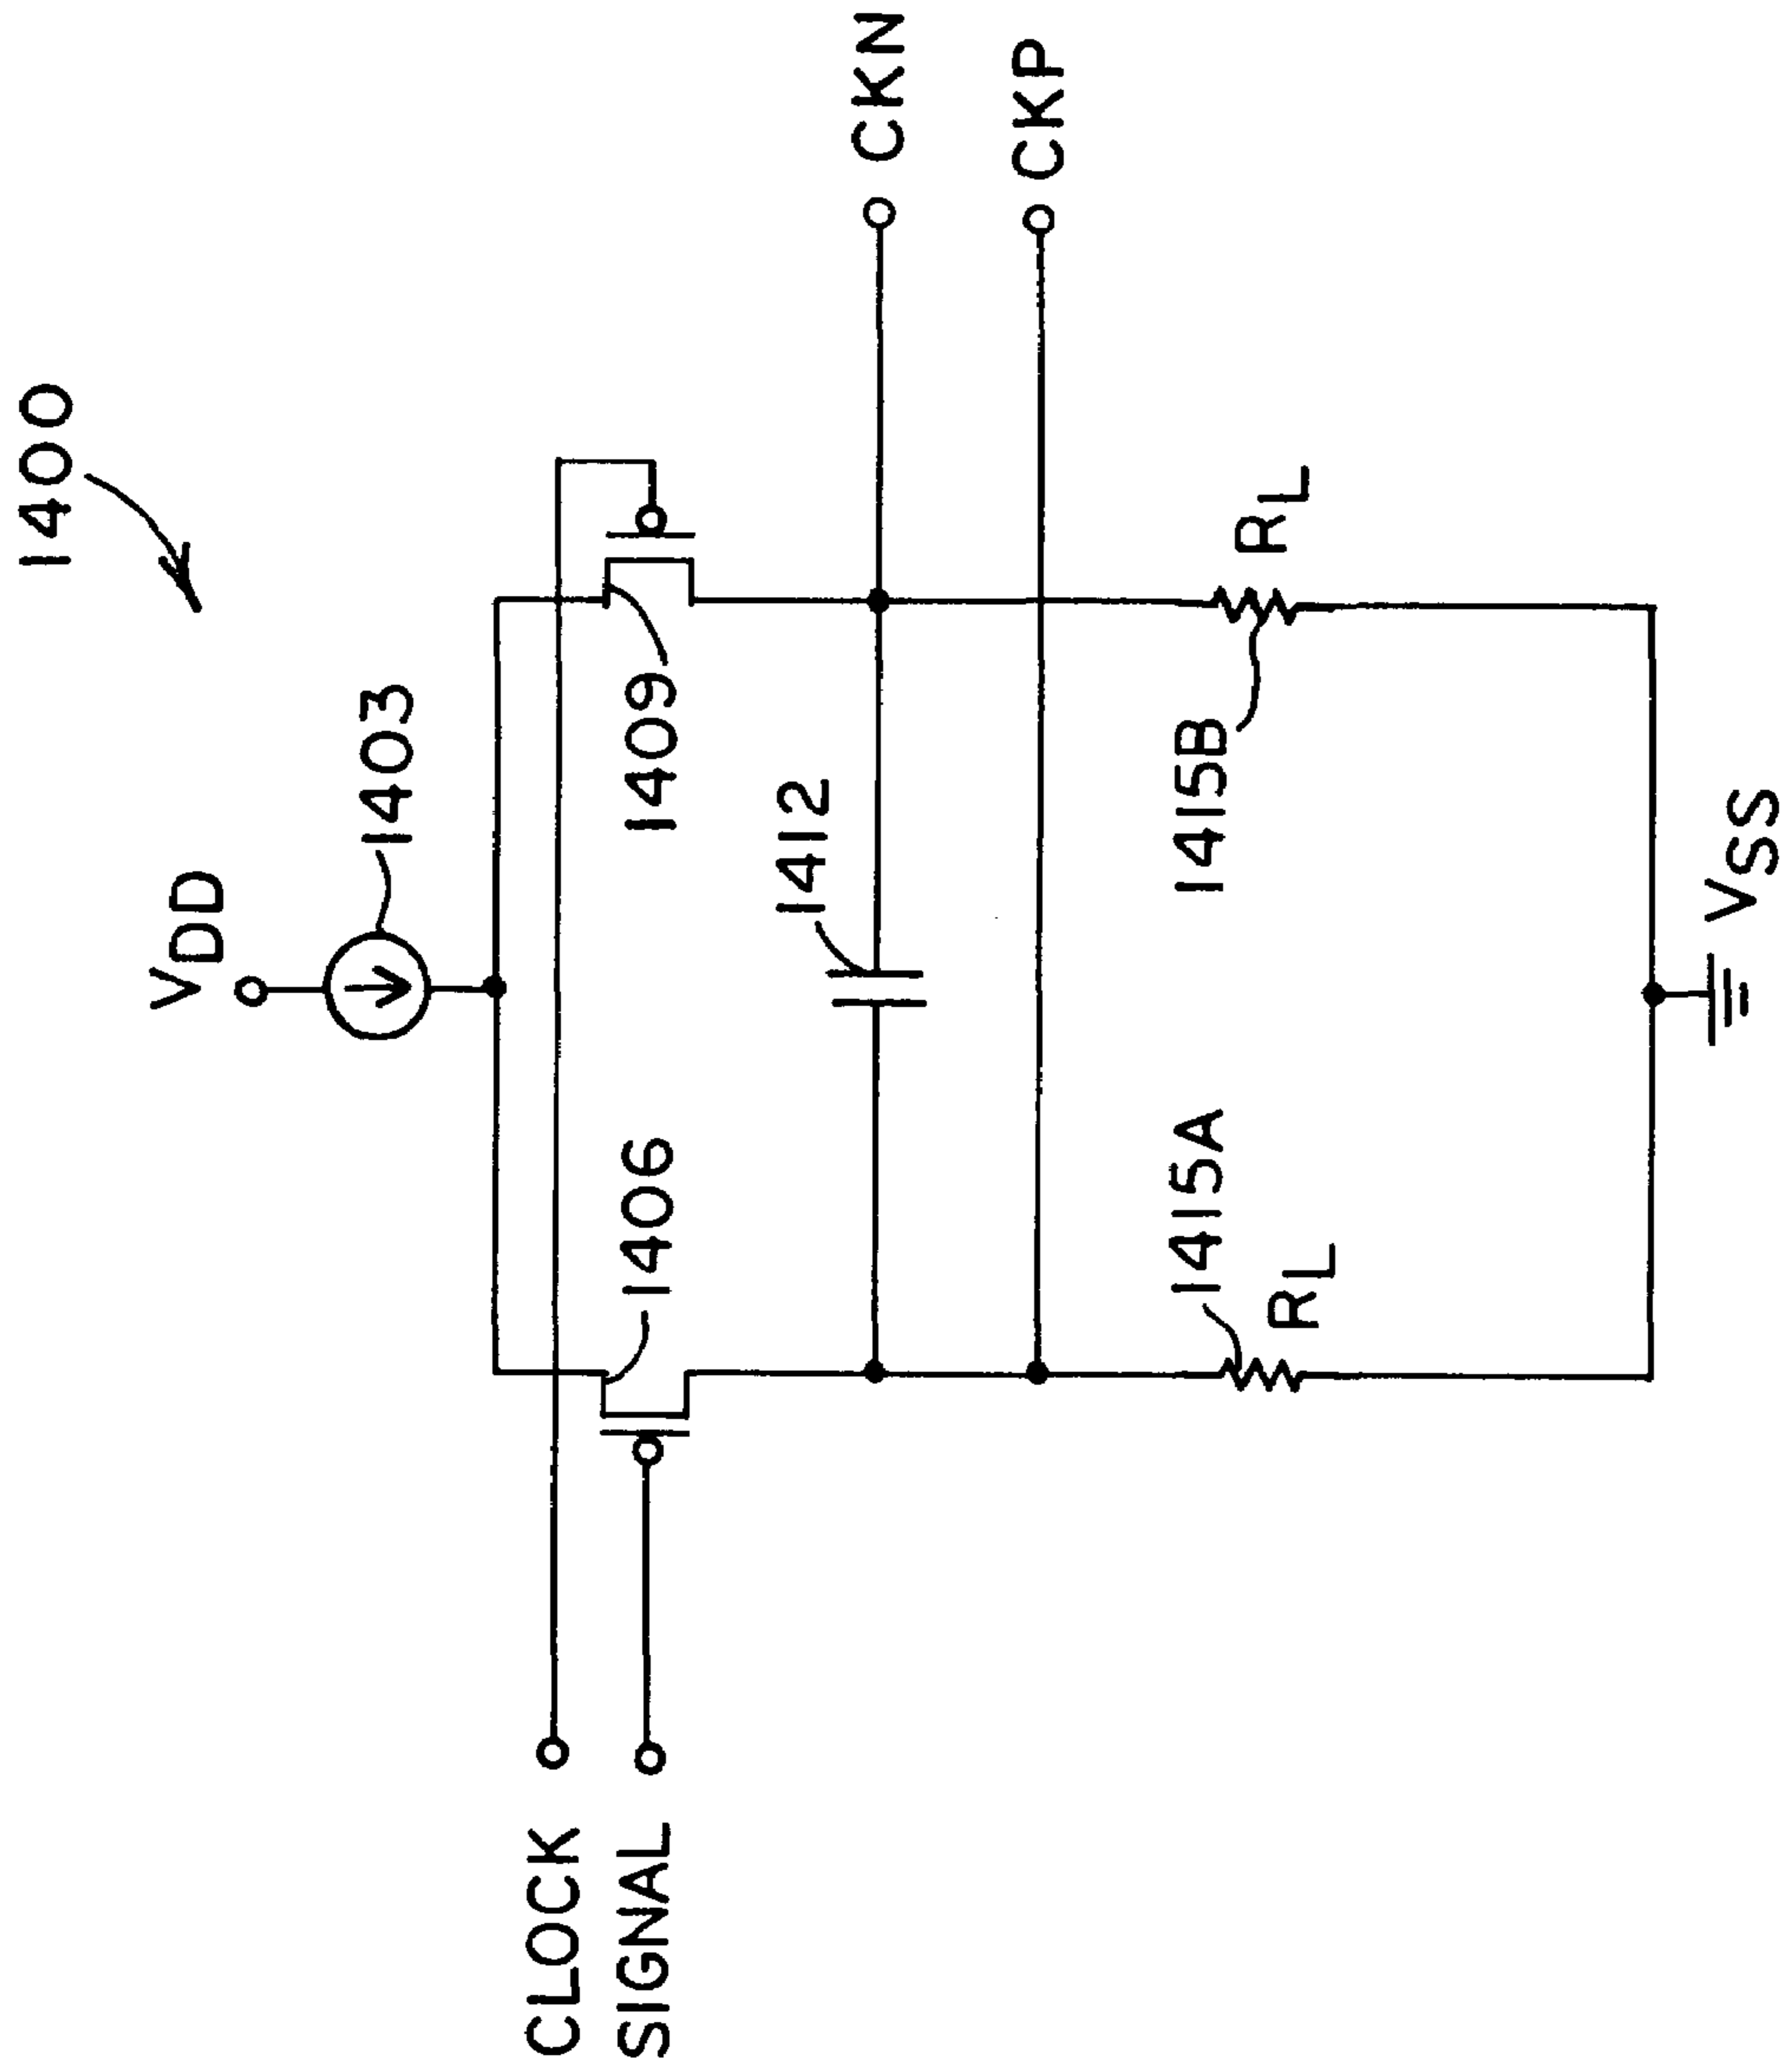 1400
VDD
1403
CLOCK
SIGNAL
1406
1409
1412
CKN
CKP
1415A
RL
1415B
RL
VSS